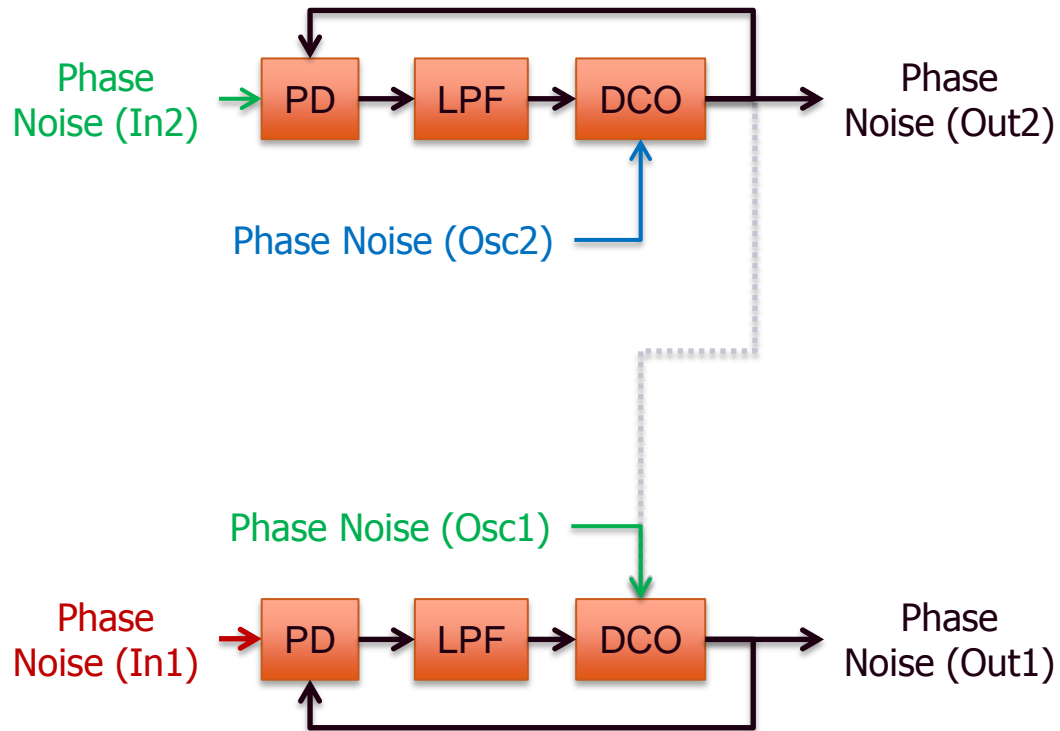 Phase
Noise (In2)
PD
LPF
DCO
Phase
Noise (Out2)
Phase Noise (Osc2)
Phase Noise (Osc1)
Phase
Noise (In1)
PD
LPF
DCO
Phase
Noise (Out1)